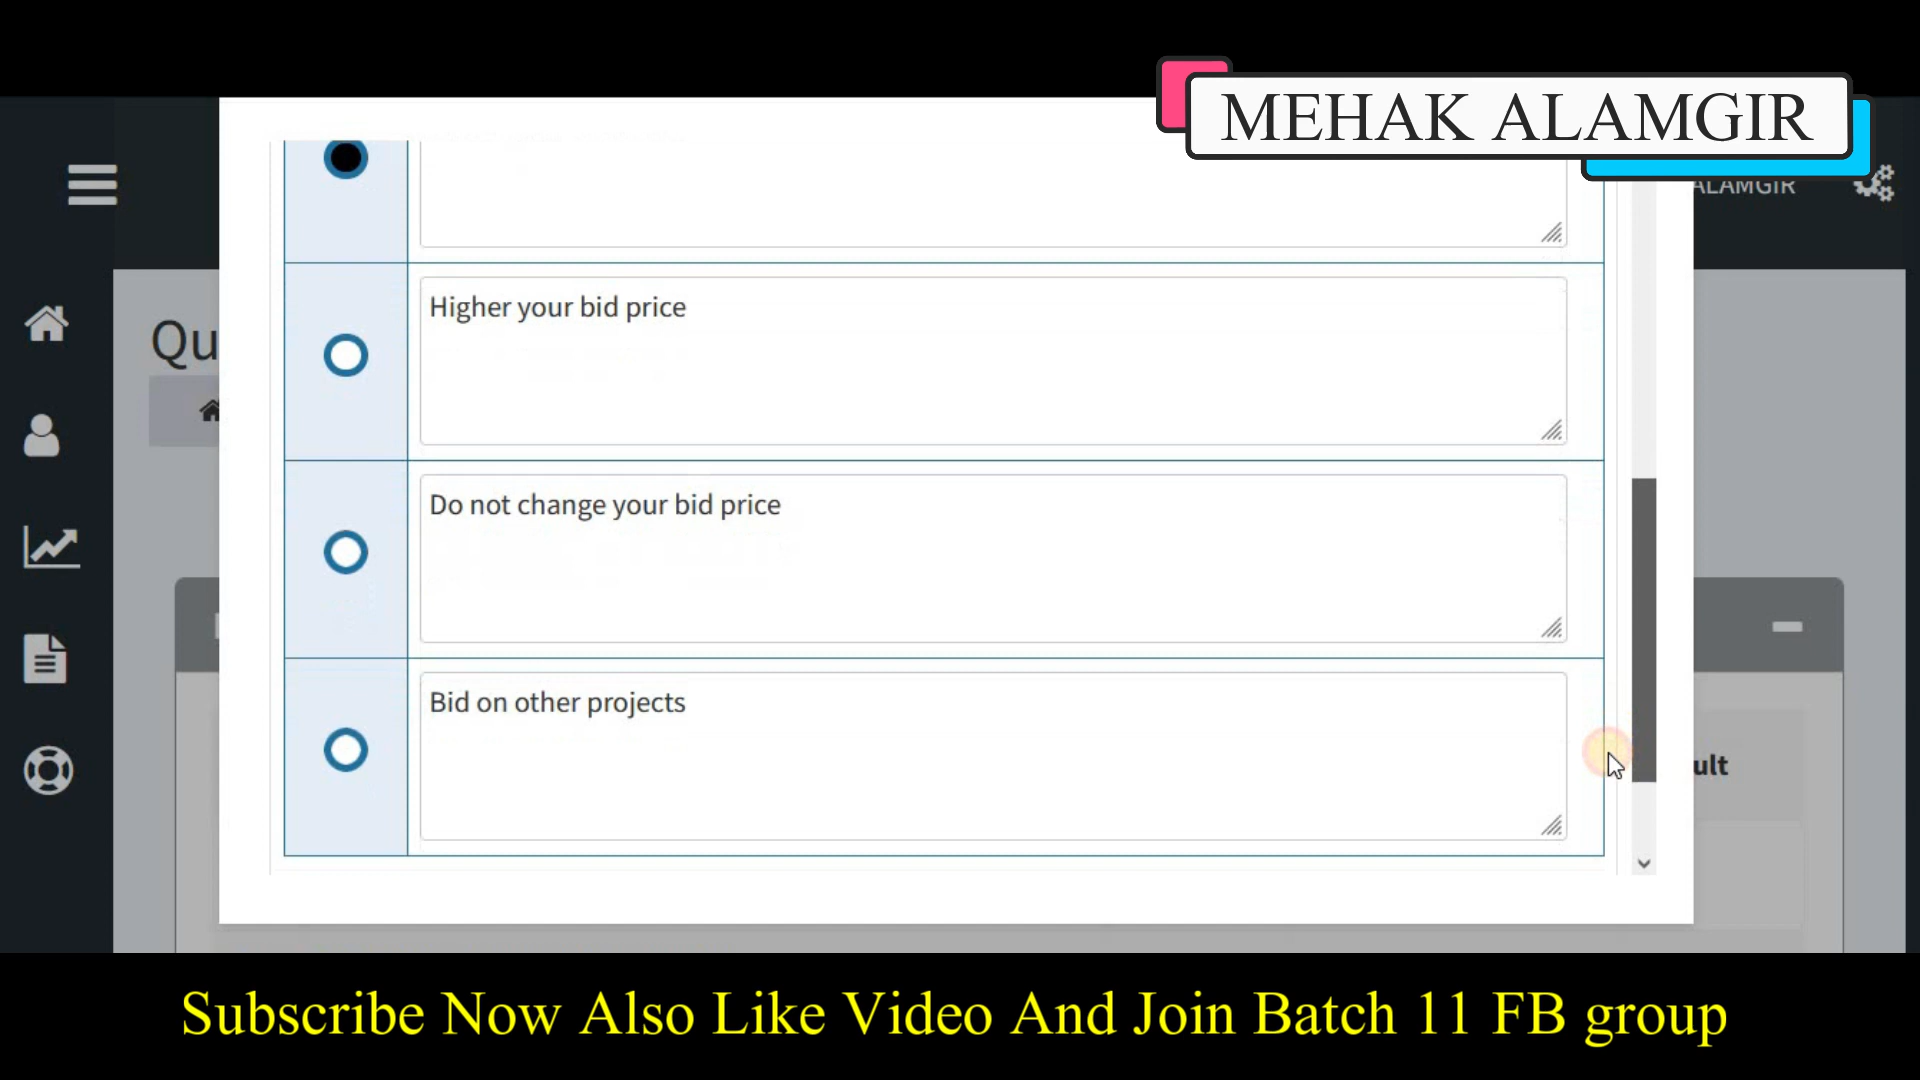 MEHAK ALAMGIR
ALAMGIR
Higher your bid price
Qu
Do not change your bid price
Bid on other projects
ult
Subscribe Now Also Like Video And Join Batch 11 FB group